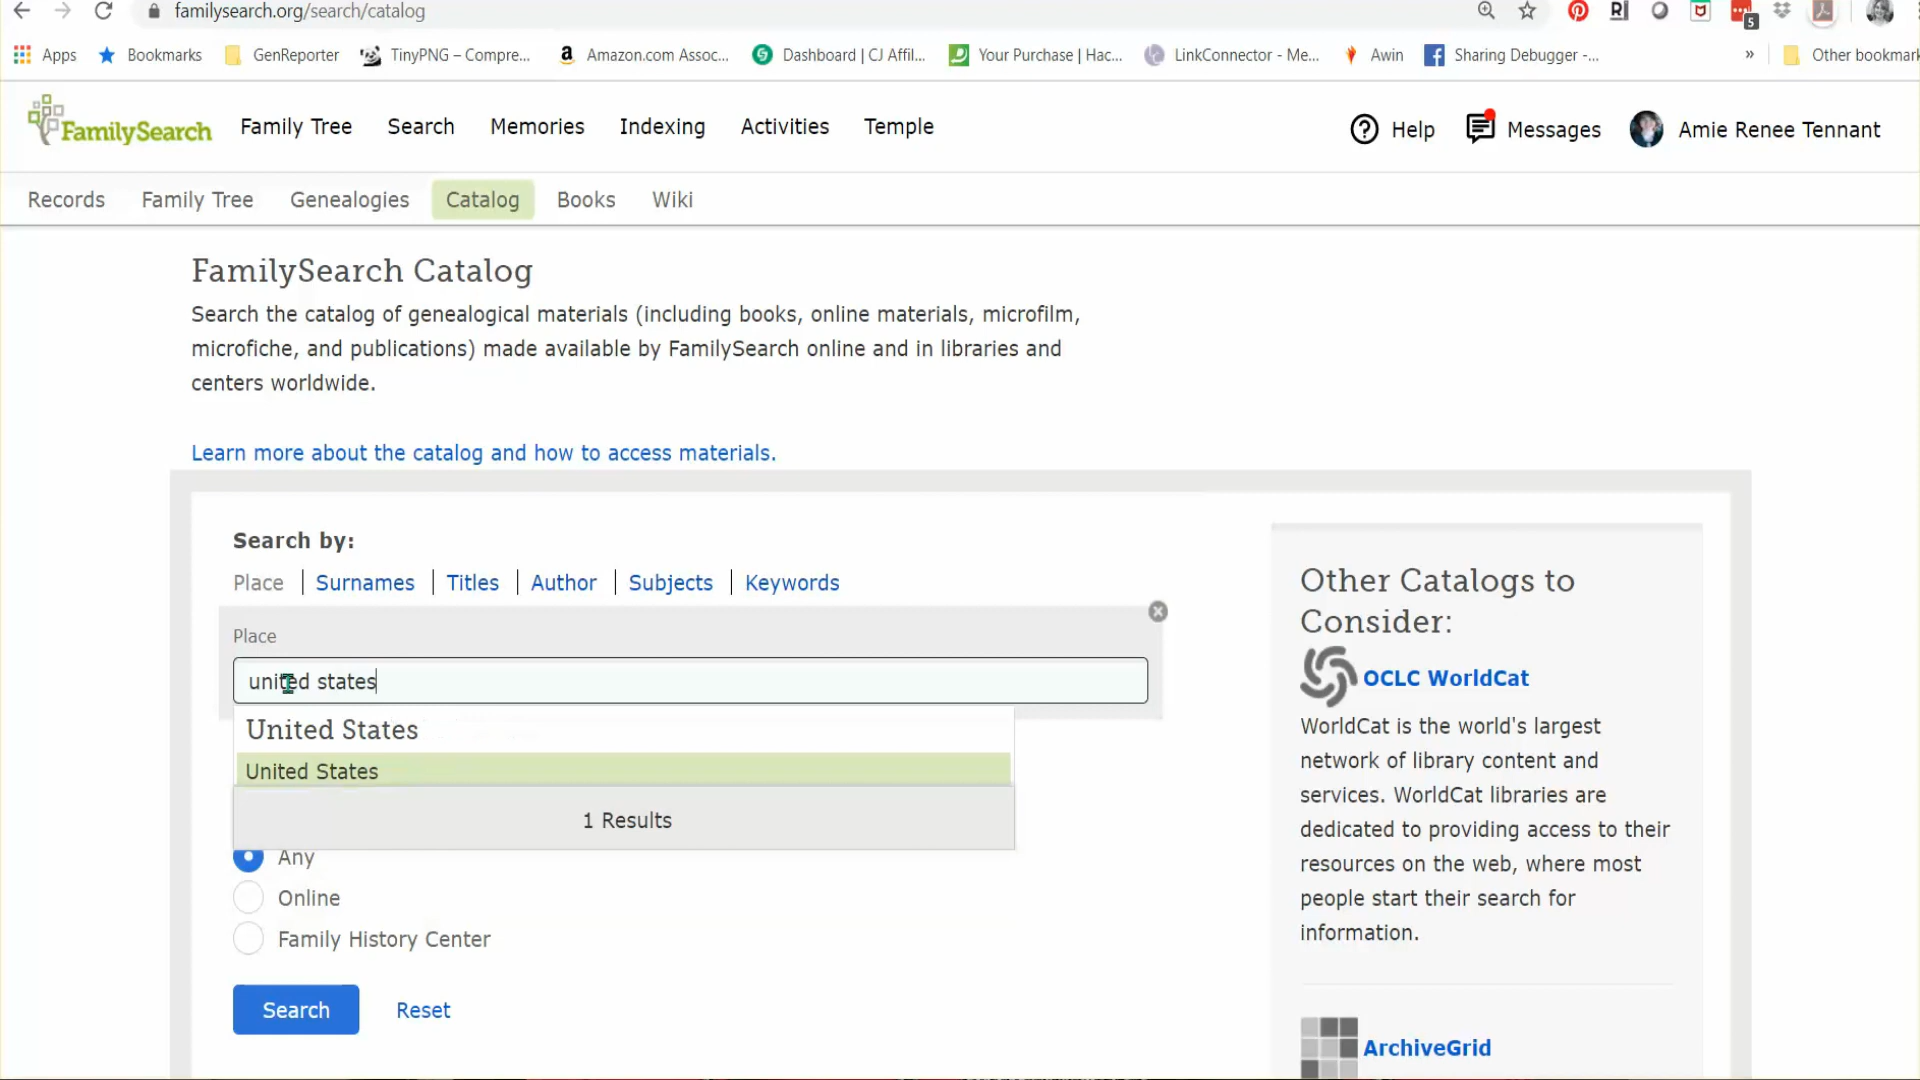 familysearch.org/search/catalog
5
Apps Bookmarks GenReporter TinyPNG – Compre... Amazon.com Assoc... Dashboard | CJ Affil... Your Purchase | Hac... LinkConnector - Me... Awin Sharing Debugger -... » Other bookmark
FamilySearch Family Tree Search Memories Indexing Activities Temple Help Messages Amie Renee Tennant
Records Family Tree Genealogies Catalog Books Wiki
FamilySearch Catalog
Search the catalog of genealogical materials (including books, online materials, microfilm,
microfiche, and publications) made available by FamilySearch online and in libraries and
centers worldwide.
Learn more about the catalog and how to access materials.
Search by:
Place | Surnames | Titles | Author | Subjects | Keywords
Place
united states
United States
United States
1 Results
Any
Online
Family History Center
Search Reset
Other Catalogs to
Consider:
OCLC WorldCat
WorldCat is the world's largest
network of library content and
services. WorldCat libraries are
dedicated to providing access to their
resources on the web, where most
people start their search for
information.
ArchiveGrid